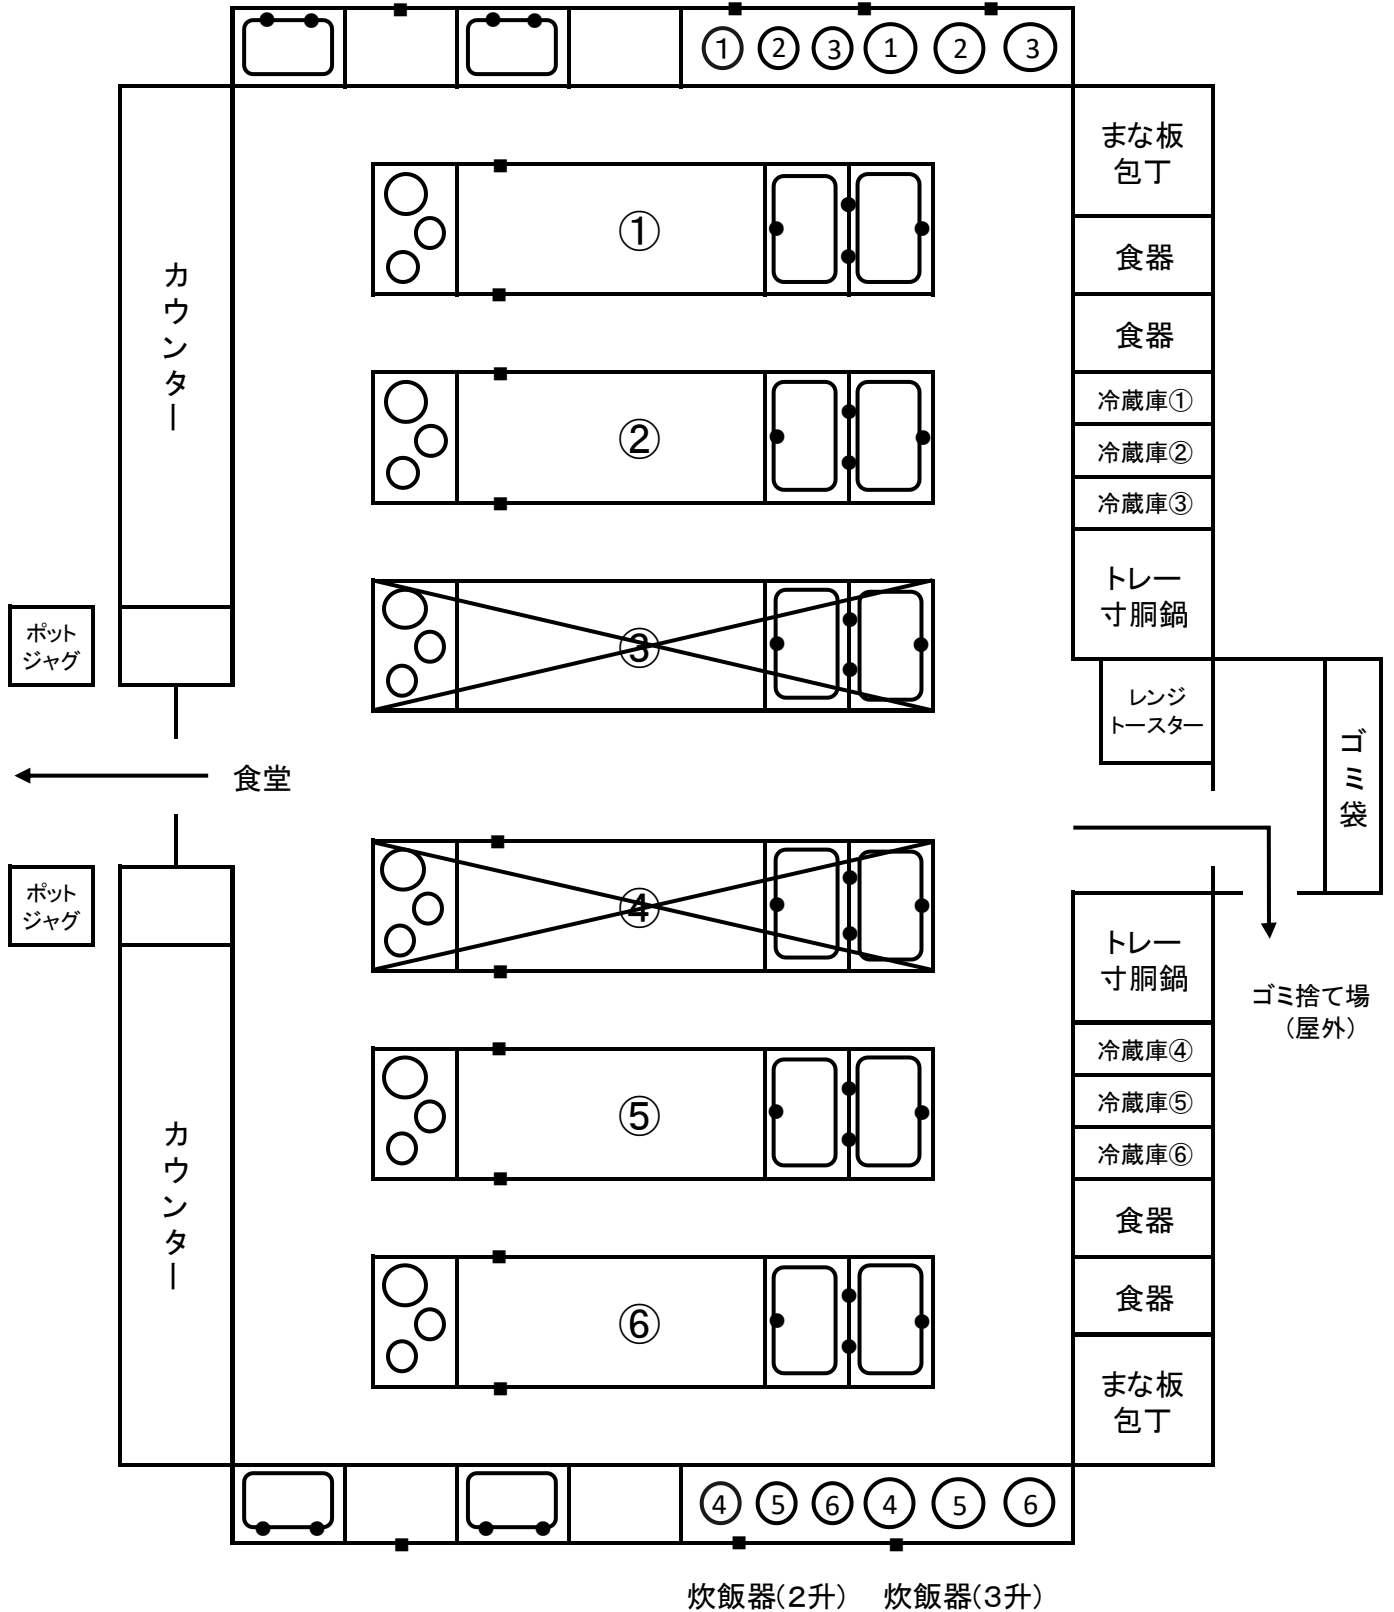 ① ② ③ ① ② ③
まな板
包丁
①
食器
カウンター
食器
②
冷蔵庫①
冷蔵庫②
冷蔵庫③
トレー
寸胴鍋
③
ポット
ジャグ
レンジ
トースター
ゴミ袋
食堂
④
ポット
ジャグ
トレー
寸胴鍋
ゴミ捨て場
（屋外）
冷蔵庫④
⑤
冷蔵庫⑤
冷蔵庫⑥
カウンター
食器
食器
⑥
まな板
包丁
④ ⑤ ⑥ ④ ⑤ ⑥
炊飯器(２升)　炊飯器(３升)